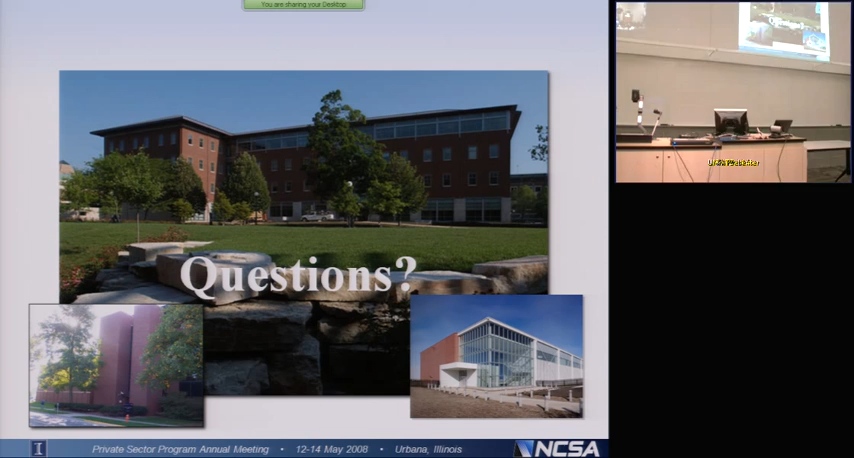 You are sharing your Desktop
Questions?
I
Private Sector Program Annual Meeting • 12-14 May 2008 • Urbana, Illinois
NCSA